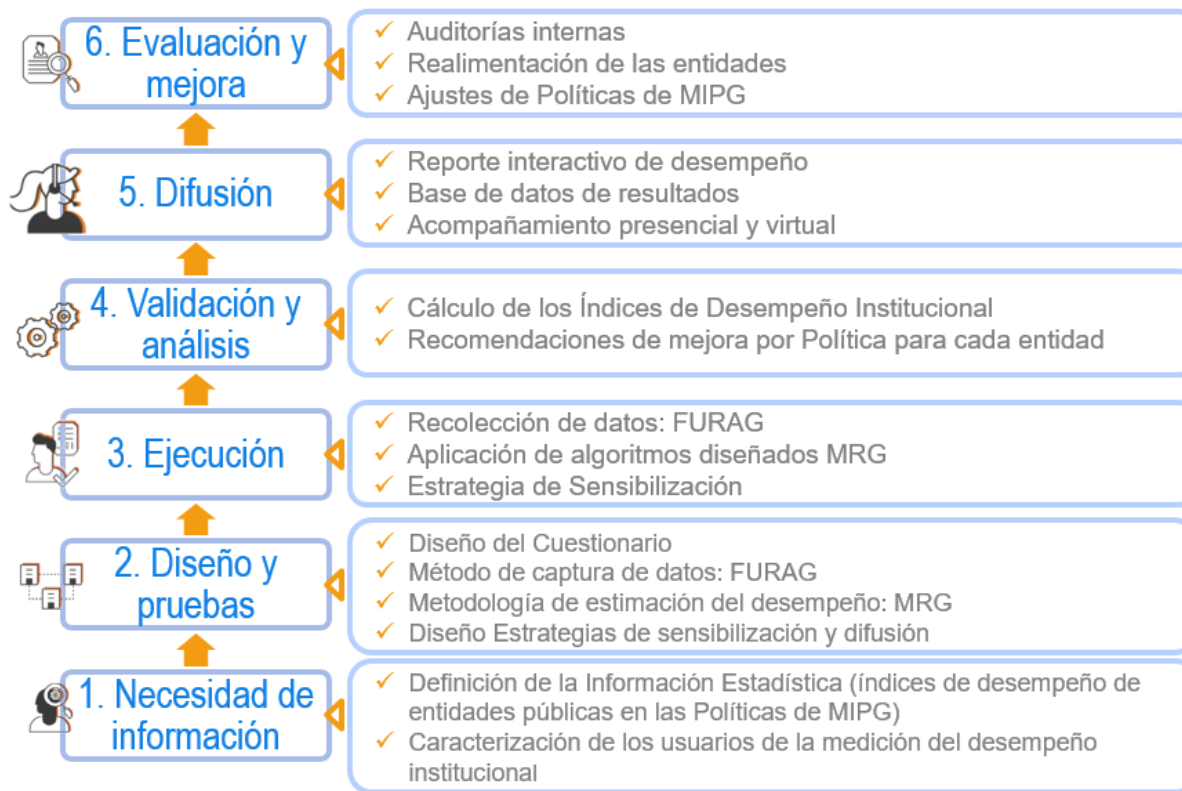 6. Evaluación y
mejora
✓ Auditorías internas
✓ Realimentación de las entidades
✓ Ajustes de Políticas de MIPG
5. Difusión
✓ Reporte interactivo de desempeño
✓ Base de datos de resultados
✓ Acompañamiento presencial y virtual
4. Validación y
análisis
✓ Cálculo de los Índices de Desempeño Institucional
✓ Recomendaciones de mejora por Política para cada entidad
3. Ejecución
✓ Recolección de datos: FURAG
✓ Aplicación de algoritmos diseñados MRG
✓ Estrategia de Sensibilización
2. Diseño y
pruebas
✓ Diseño del Cuestionario
✓ Método de captura de datos: FURAG
✓ Metodología de estimación del desempeño: MRG
✓ Diseño Estrategias de sensibilización y difusión
1. Necesidad de
información
✓ Definición de la Información Estadística (índices de desempeño de
entidades públicas en las Políticas de MIPG)
✓ Caracterización de los usuarios de la medición del desempeño
institucional